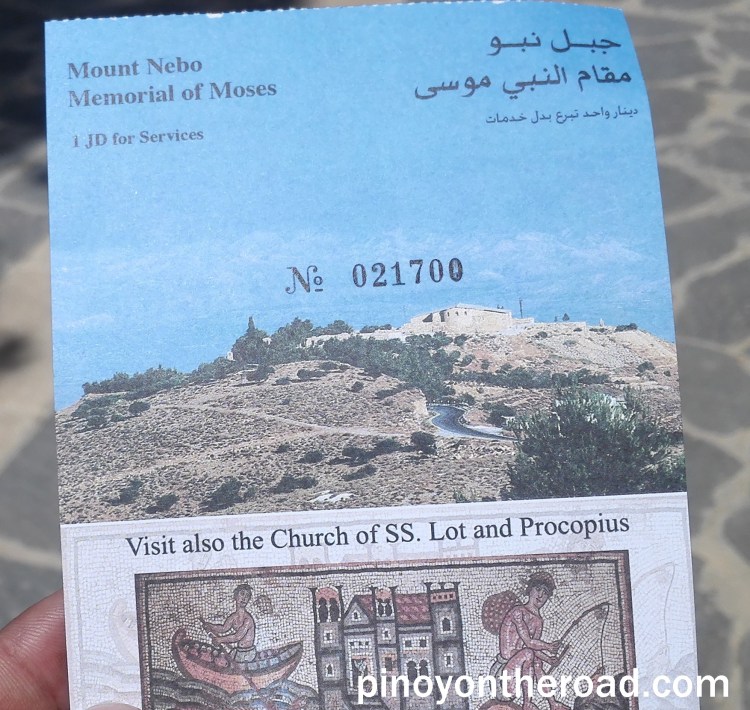 Mount Nebo
Memorial of Moses
1 JD for Services
جبل نبو
مقام النبي موسى
دينار واحد تبرع بدل خدمات
№ 021700
Visit also the Church of SS. Lot and Procopius
pinoyontheroad.com